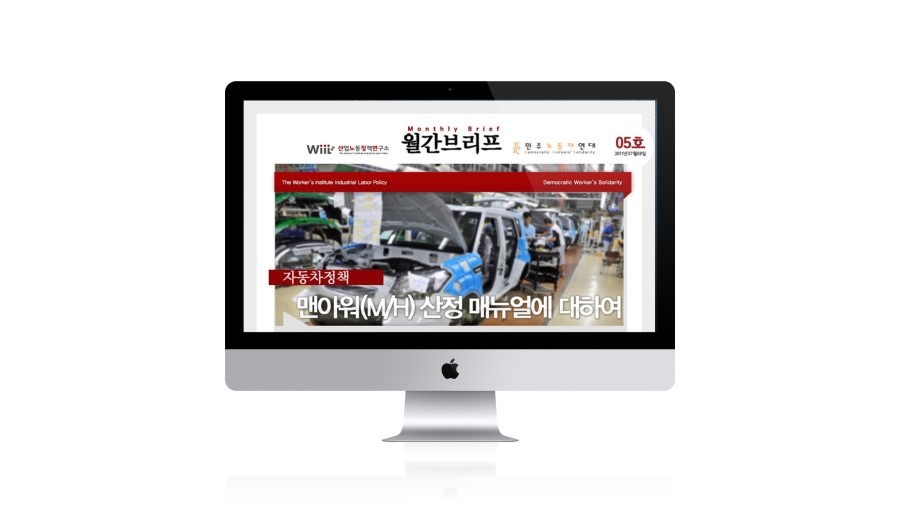 Monthly Brief
Wiilr 산업노동정책연구소
월간브리프
민주노동자연대
Democratic Workers' Solidarity
05호
The Worker's Institute Industrial Labor Policy
Democratic Worker's Solidarity
자동차정책
맨아워(M/H) 산정 매뉴얼에 대하여